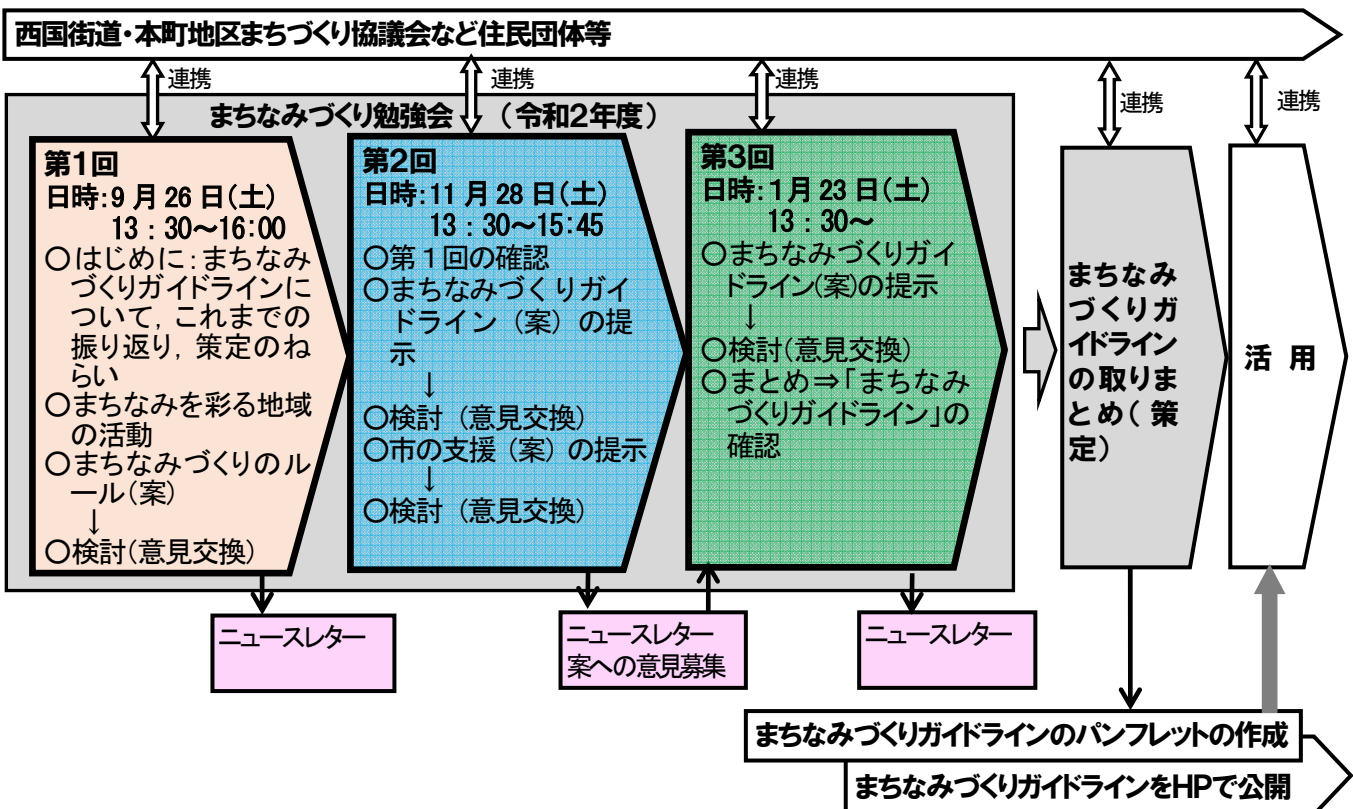 西国街道・本町地区まちづくり協議会など住民団体等
連携
連携
連携
連携
連携
まちなみづくり勉強会 （令和2年度）
第1回
日時:9月26日(土)
13：30～16:00
○はじめに:まちなみ
づくりガイドラインに
ついて，これまでの
振り返り，策定のね
らい
○まちなみを彩る地域
の活動
○まちなみづくりのル
ール(案)
↓
○検討(意見交換)
第2回
日時:11月28日(土)
13：30～15:45
○第１回の確認
○まちなみづくりガイ
ドライン（案）の提
示
↓
○検討（意見交換）
○市の支援（案）の提示
↓
○検討（意見交換）
第3回
日時:1月23日(土)
13：30～
○まちなみづくりガイ
ドライン(案)の提示
↓
○検討(意見交換)
○まとめ⇒「まちなみ
づくりガイドライン」の
確認
まちなみ
づくりガ
イドライン
の取りま
とめ（策
定）
活 用
ニュースレター
ニュースレター
案への意見募集
ニュースレター
まちなみづくりガイドラインのパンフレットの作成
まちなみづくりガイドラインをHPで公開